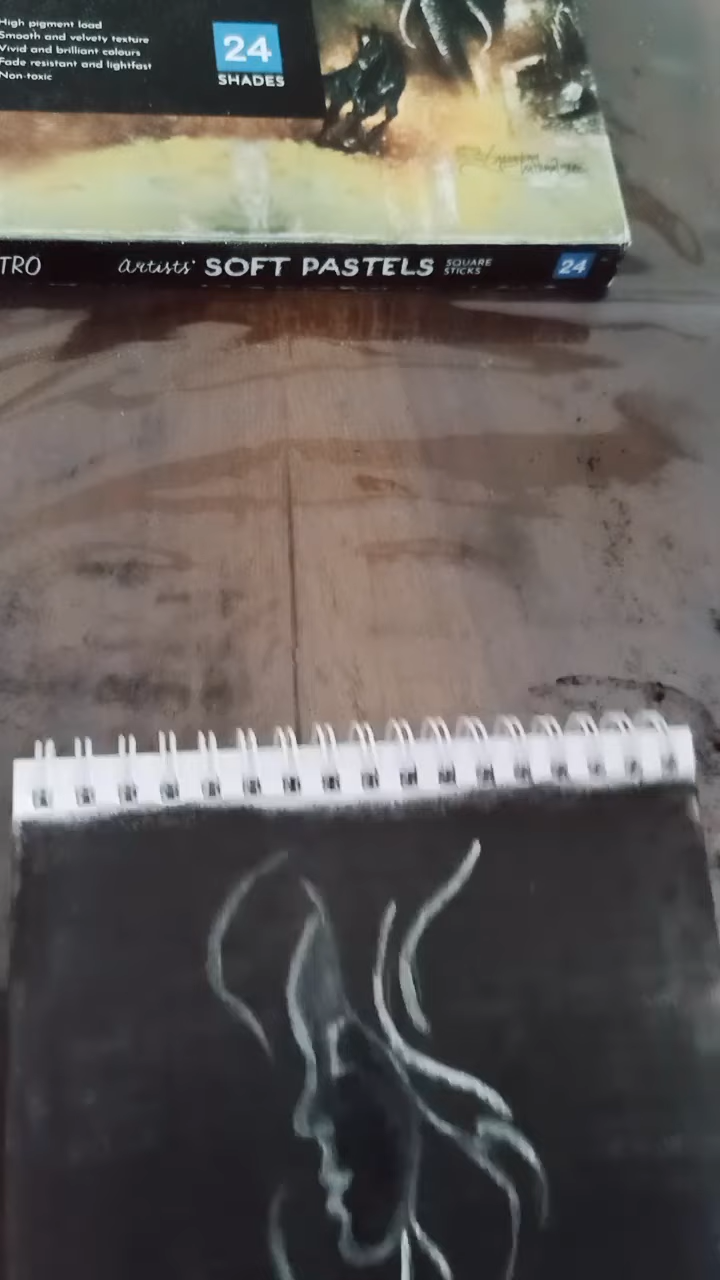 High pigment load
Smooth and velvety texture
Vivid and brilliant colours
Fade resistant and lightfast
Non-toxic
24
SHADES
TRO
artists' SOFT PASTELS SQUARE
STICKS
24